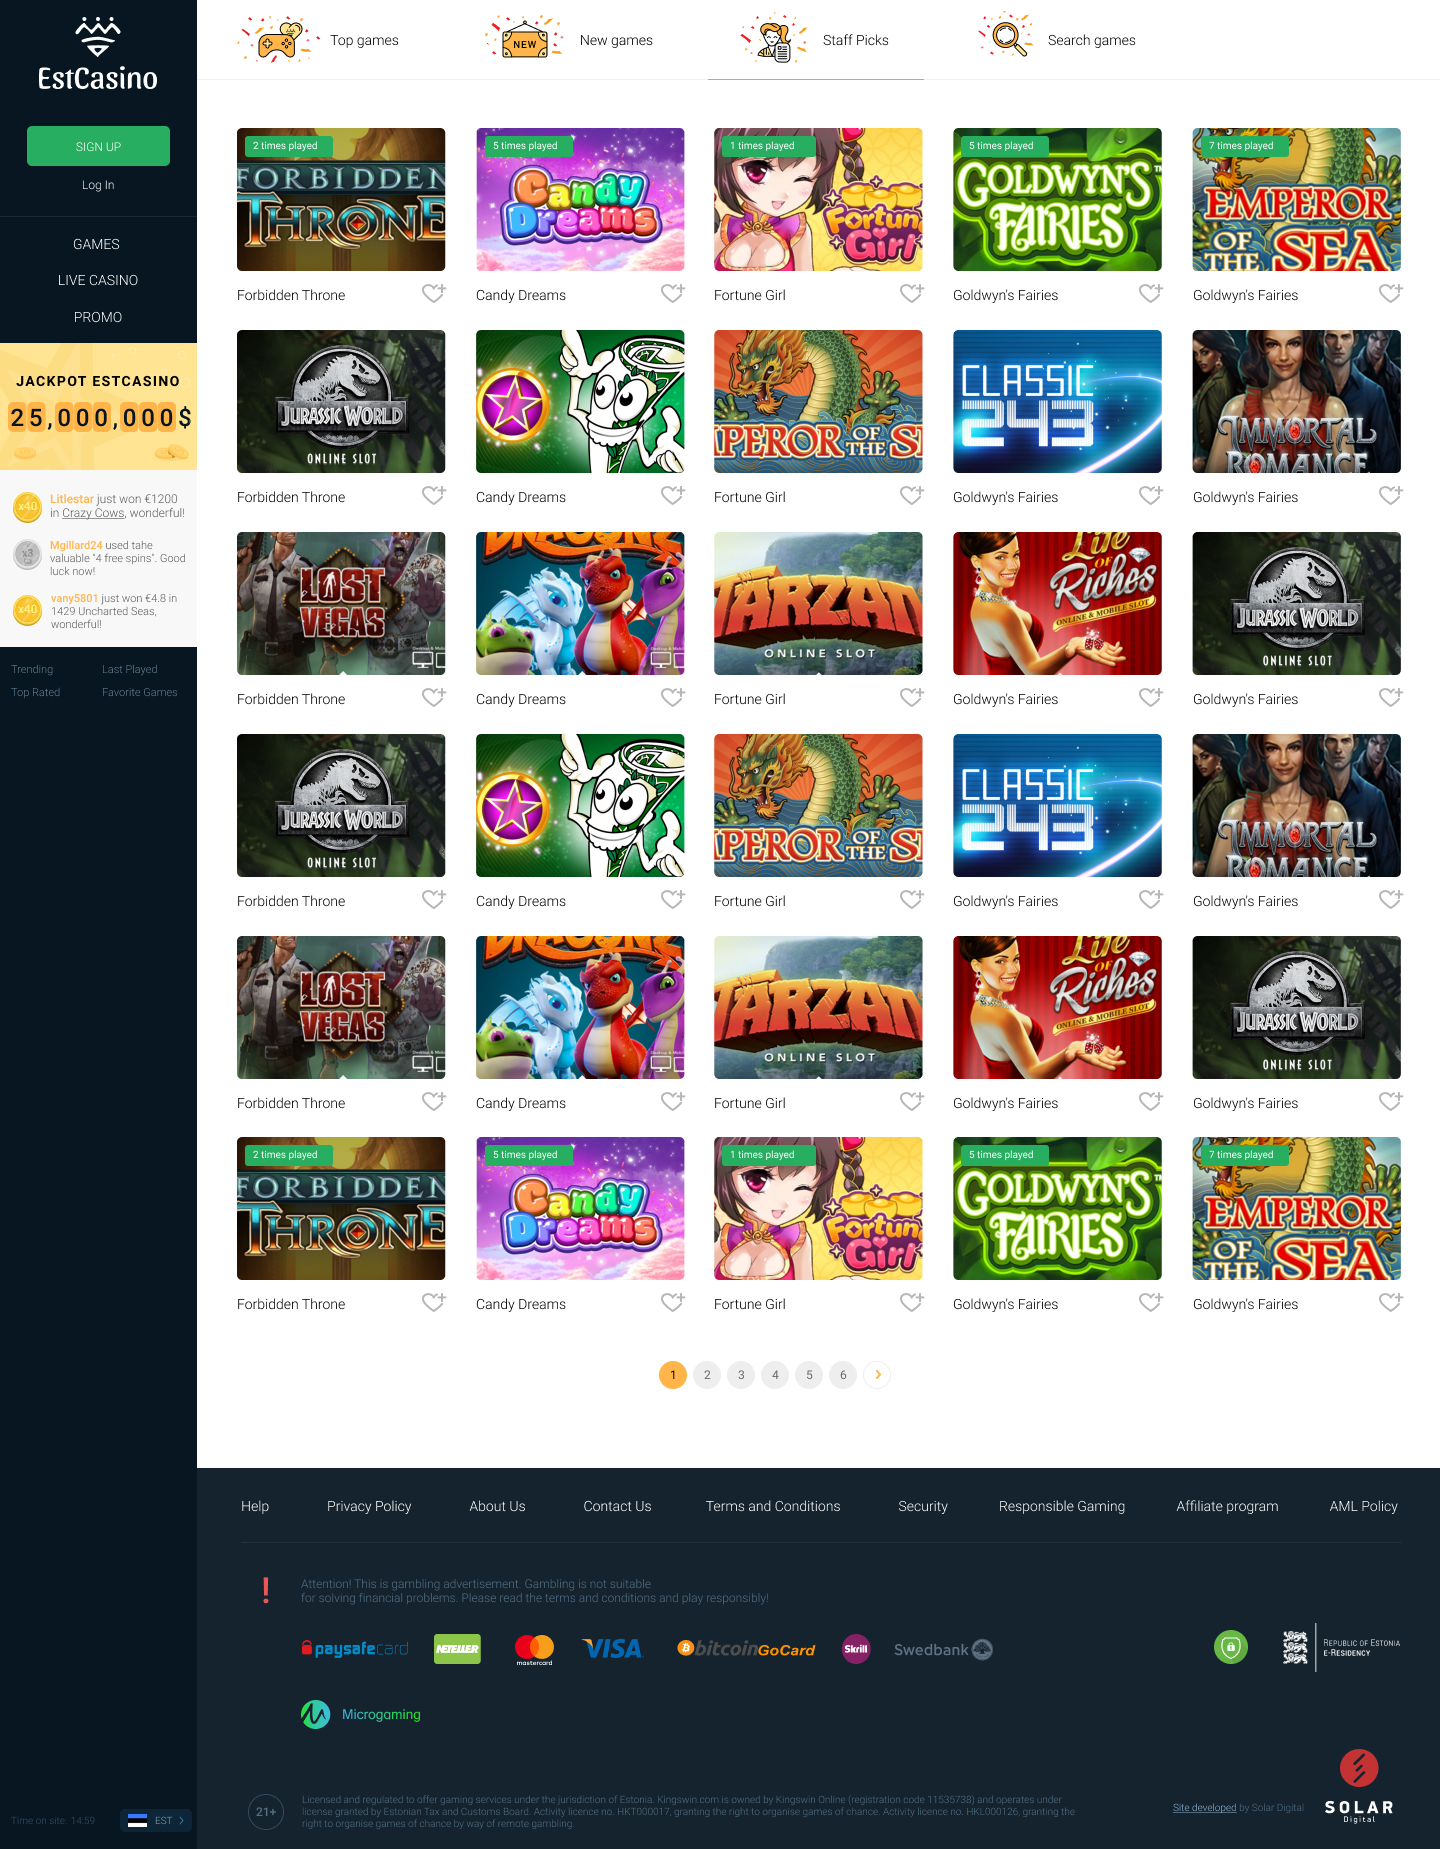 EstCasino
SIGN UP
Log In
GAMES
LIVE CASINO
PROMO
JACKPOT ESTCASINO
25,000,000$
x40
Litlestar just won €1200
in Crazy Cows, wonderful!
x3
Mgillard24 used tahe
valuable "4 free spins". Good
luck now!
x40
vany5801 just won €4.8 in
1429 Uncharted Seas,
wonderful!
Trending
Last Played
Top Rated
Favorite Games
Time on site: 14:59
EST
Top games
NEW
New games
Staff Picks
Search games
2 times played
FORBIDDEN
THRONE
5 times played
Candy
Dreams
1 times played
Fortun
Girl
5 times played
GOLDWYN'S
FAIRIES
7 times played
EMPEROR
OF THE SEA
Forbidden Throne
Candy Dreams
Fortune Girl
Goldwyn's Fairies
Goldwyn's Fairies
JURASSIC WORLD
ONLINE SLOT
MPEROR OF THE SE
CLASSIC
243
IMMORTAL
ROMANCE
Forbidden Throne
Candy Dreams
Fortune Girl
Goldwyn's Fairies
Goldwyn's Fairies
LOST
VEGAS
DRAGONZ
TARZAN
ONLINE SLOT
Life
OF
Riches
ONLINE & MOBILE SLOT
JURASSIC WORLD
ONLINE SLOT
Forbidden Throne
Candy Dreams
Fortune Girl
Goldwyn's Fairies
Goldwyn's Fairies
JURASSIC WORLD
ONLINE SLOT
MPEROR OF THE SE
CLASSIC
243
IMMORTAL
ROMANCE
Forbidden Throne
Candy Dreams
Fortune Girl
Goldwyn's Fairies
Goldwyn's Fairies
LOST
VEGAS
DRAGONZ
TARZAN
ONLINE SLOT
Life
OF
Riches
ONLINE & MOBILE SLOT
JURASSIC WORLD
ONLINE SLOT
Forbidden Throne
Candy Dreams
Fortune Girl
Goldwyn's Fairies
Goldwyn's Fairies
2 times played
FORBIDDEN
THRONE
5 times played
Candy
Dreams
1 times played
Fortun
Girl
5 times played
GOLDWYN'S
FAIRIES
7 times played
EMPEROR
OF THE SEA
Forbidden Throne
Candy Dreams
Fortune Girl
Goldwyn's Fairies
Goldwyn's Fairies
1 2 3 4 5 6
Help
Privacy Policy
About Us
Contact Us
Terms and Conditions
Security
Responsible Gaming
Affiliate program
AML Policy
Attention! This is gambling advertisement. Gambling is not suitable
for solving financial problems. Please read the terms and conditions and play responsibly!
paysafecard
NETELLER
mastercard
VISA
bitcoin
GoCard
Skrill
Swedbank
REPUBLIC OF ESTONIA
E-RESIDENCY
Microgaming
21+
Licensed and regulated to offer gaming services under the jurisdiction of Estonia. Kingswin.com is owned by Kingswin Online (registration code 11535738) and operates under
license granted by Estonian Tax and Customs Board. Activity licence no. HKT000017, granting the right to organise games of chance. Activity licence no. HKL000126, granting the
right to organise games of chance by way of remote gambling.
Site developed by Solar Digital
SOLAR
Digital